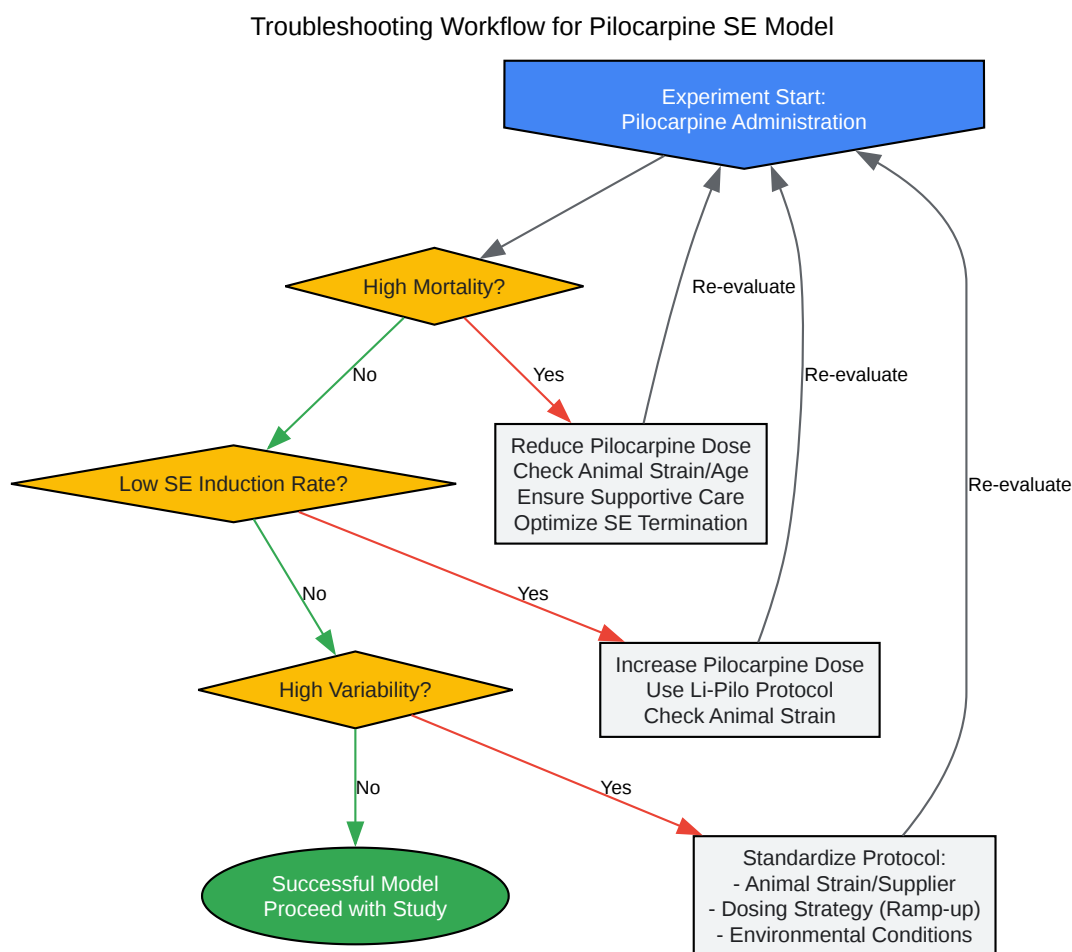 Troubleshooting Workflow for Pilocarpine SE Model
Experiment Start:
Pilocarpine Administration
High Mortality?
Re-evaluate
No
Yes
Re-evaluate
Reduce Pilocarpine Dose
Check Animal Strain/Age
Ensure Supportive Care
Optimize SE Termination
Low SE Induction Rate?
Re-evaluate
No
Yes
Increase Pilocarpine Dose
Use Li-Pilo Protocol
Check Animal Strain
High Variability?
No
Yes
Successful Model
Proceed with Study
Standardize Protocol:
- Animal Strain/Supplier
- Dosing Strategy (Ramp-up)
- Environmental Conditions